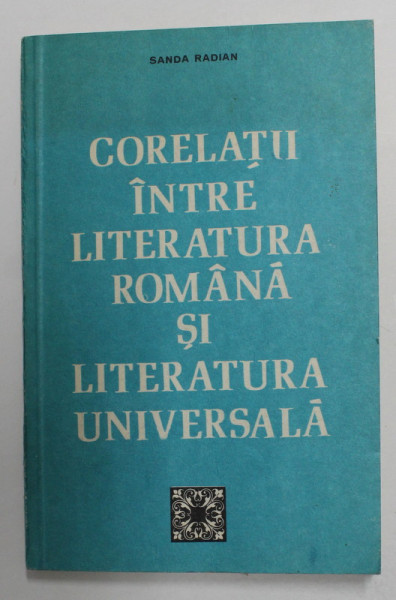 SANDA RADIAN
CORELAȚII
ÎNTRE
LITERATURA
ROMÂNĂ
ȘI
LITERATURA
UNIVERSALĂ